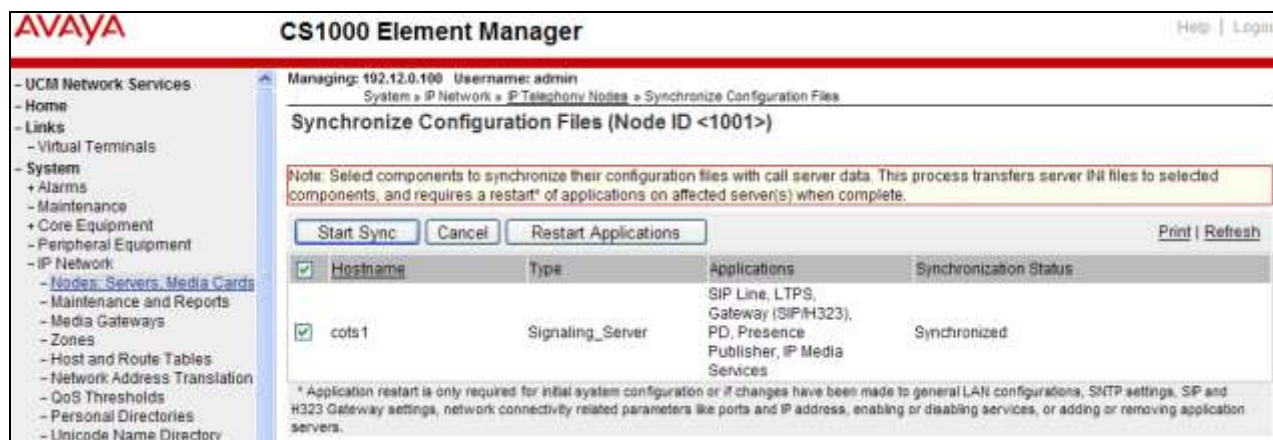 AVAYA
CS1000 Element Manager
Help | Logou
- UCM Network Services
- Home
- Links
- Virtual Terminals
- System
+ Alarms
- Maintenance
+ Core Equipment
- Peripheral Equipment
- IP Network
- Nodes: Servers, Media Cards
- Maintenance and Reports
- Media Gateways
- Zones
- Host and Route Tables
- Network Address Translation
- QoS Thresholds
- Personal Directories
- Unicode Name Directory
Managing: 192.12.0.100 Username: admin
System » IP Network » IP Telephony Nodes » Synchronize Configuration Files
Synchronize Configuration Files (Node ID <1001>)
Note: Select components to synchronize their configuration files with call server data. This process transfers server INI files to selected
components, and requires a restart* of applications on affected server(s) when complete.
Start Sync Cancel Restart Applications Print | Refresh
Hostname Type Applications Synchronization Status
cots1 Signaling_Server SIP Line, LTPS, Synchronized
Gateway (SIP/H323),
PD, Presence
Publisher, IP Media
Services
* Application restart is only required for initial system configuration or if changes have been made to general LAN configurations, SNTP settings, SIP and
H323 Gateway settings, network connectivity related parameters like ports and IP address, enabling or disabling services, or adding or removing application
servers.